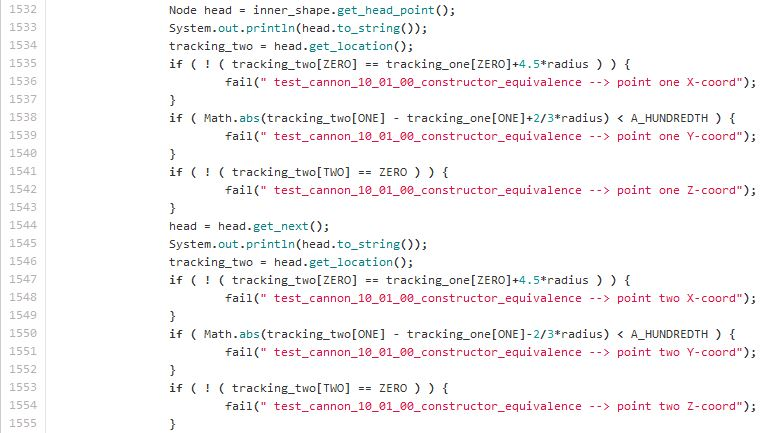 1532 Node head = inner_shape.get_head_point();
1533 System.out.println(head.to_string());
1534 tracking_two = head.get_location();
1535 if ( ! ( tracking_two[ZERO] == tracking_one[ZERO]+4.5*radius ) ) {
1536 fail(" test_cannon_10_01_00_constructor_equivalence --> point one X-coord");
1537 }
1538 if ( Math.abs(tracking_two[ONE] - tracking_one[ONE]+2/3*radius) < A_HUNDREDTH ) {
1539 fail(" test_cannon_10_01_00_constructor_equivalence --> point one Y-coord");
1540 }
1541 if ( ! ( tracking_two[TWO] == ZERO ) ) {
1542 fail(" test_cannon_10_01_00_constructor_equivalence --> point one Z-coord");
1543 }
1544 head = head.get_next();
1545 System.out.println(head.to_string());
1546 tracking_two = head.get_location();
1547 if ( ! ( tracking_two[ZERO] == tracking_one[ZERO]+4.5*radius ) ) {
1548 fail(" test_cannon_10_01_00_constructor_equivalence --> point two X-coord");
1549 }
1550 if ( Math.abs(tracking_two[ONE] - tracking_one[ONE]-2/3*radius) < A_HUNDREDTH ) {
1551 fail(" test_cannon_10_01_00_constructor_equivalence --> point two Y-coord");
1552 }
1553 if ( ! ( tracking_two[TWO] == ZERO ) ) {
1554 fail(" test_cannon_10_01_00_constructor_equivalence --> point two Z-coord");
1555 }